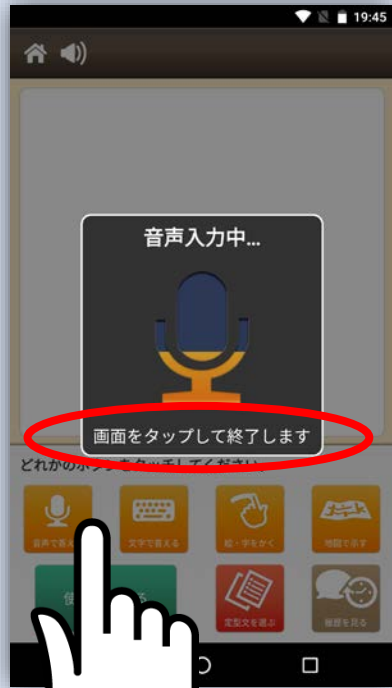 19:45
音声入力中...
画面をタップして終了します
どれかのボタンをタッチしてください
文字で答える
絵・字をかく
地図で示す
定型文を選ぶ
履歴を見る